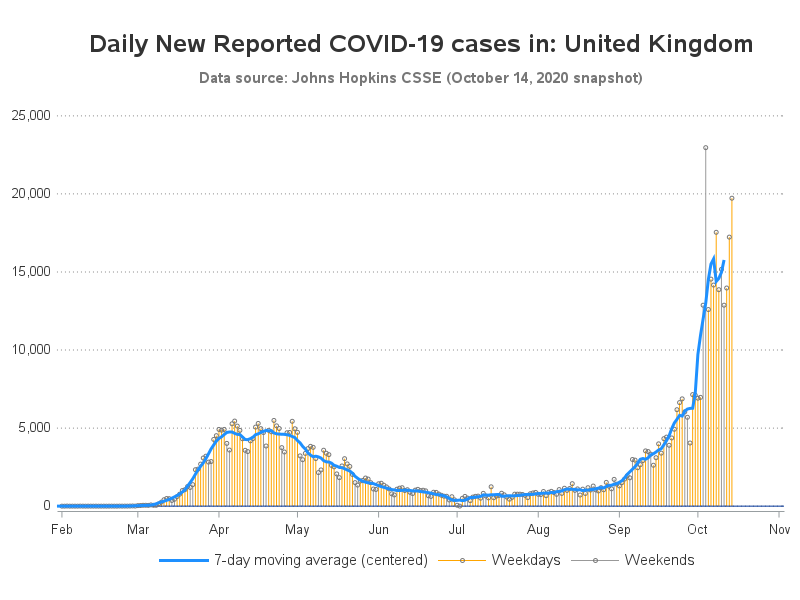 Daily New Reported COVID-19 cases in: United Kingdom
Data source: Johns Hopkins CSSE (October 14, 2020 snapshot)
25,000
20,000
15,000
10,000
5,000
0
Feb Mar Apr May Jun Jul Aug Sep Oct Nov
7-day moving average (centered) Weekdays Weekends